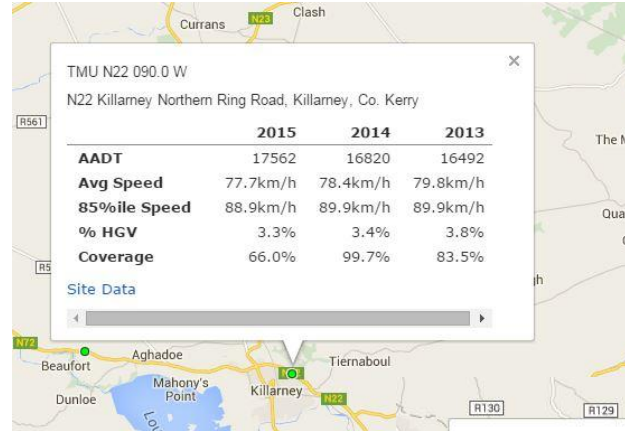 Currans
N23
Clash
TMU N22 090.0 W
N22 Killarney Northern Ring Road, Killarney, Co. Kerry
R561
2015 2014 2013
AADT 17562 16820 16492
Avg Speed 77.7km/h 78.4km/h 79.8km/h
85%ile Speed 88.9km/h 89.9km/h 89.9km/h
% HGV 3.3% 3.4% 3.8%
Coverage 66.0% 99.7% 83.5%
Site Data
The
Qua
R5
gh
N72
Aghadoe
Beaufort
Tiernaboul
Mahony's
Point
Killarney
N22
Dunloe
Lou
R130
R129